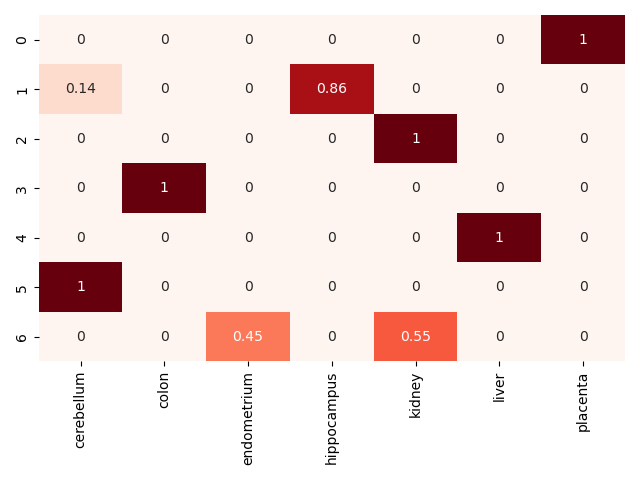 0 0 0 0 0 0 0 1
1 0.14 0 0 0.86 0 0 0
2 0 0 0 0 1 0 0
3 0 1 0 0 0 0 0
4 0 0 0 0 0 1 0
5 1 0 0 0 0 0 0
6 0 0 0.45 0 0.55 0 0
cerebellum colon endometrium hippocampus kidney liver placenta